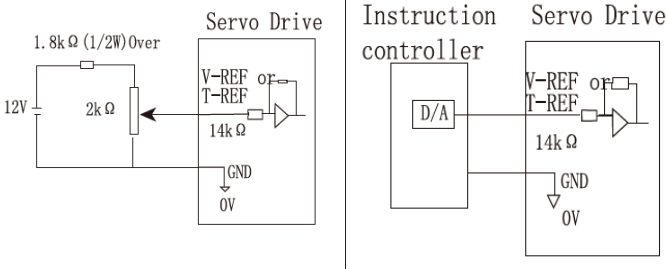 Servo Drive
1.8kΩ(1/2W)Over
12V
2kΩ
V-REF or
T-REF
14kΩ
GND
0V
Instruction
controller
Servo Drive
D/A
V-REF or
T-REF
14kΩ
GND
0V